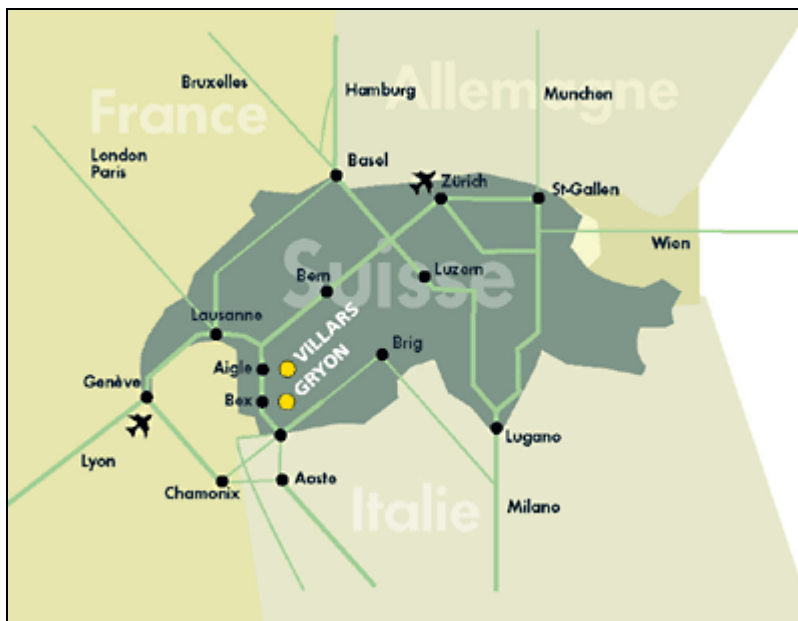 Bruxelles
Hamburg
Allemagne
Munchen
France
London
Paris
Basel
Zürich
St-Gallen
Wien
Suisse
Bern
Luzern
Lausanne
VILLARS
GRYON
Brig
Aigle
Genève
Bex
Lugano
Lyon
Chamonix
Aoste
Italie
Milano